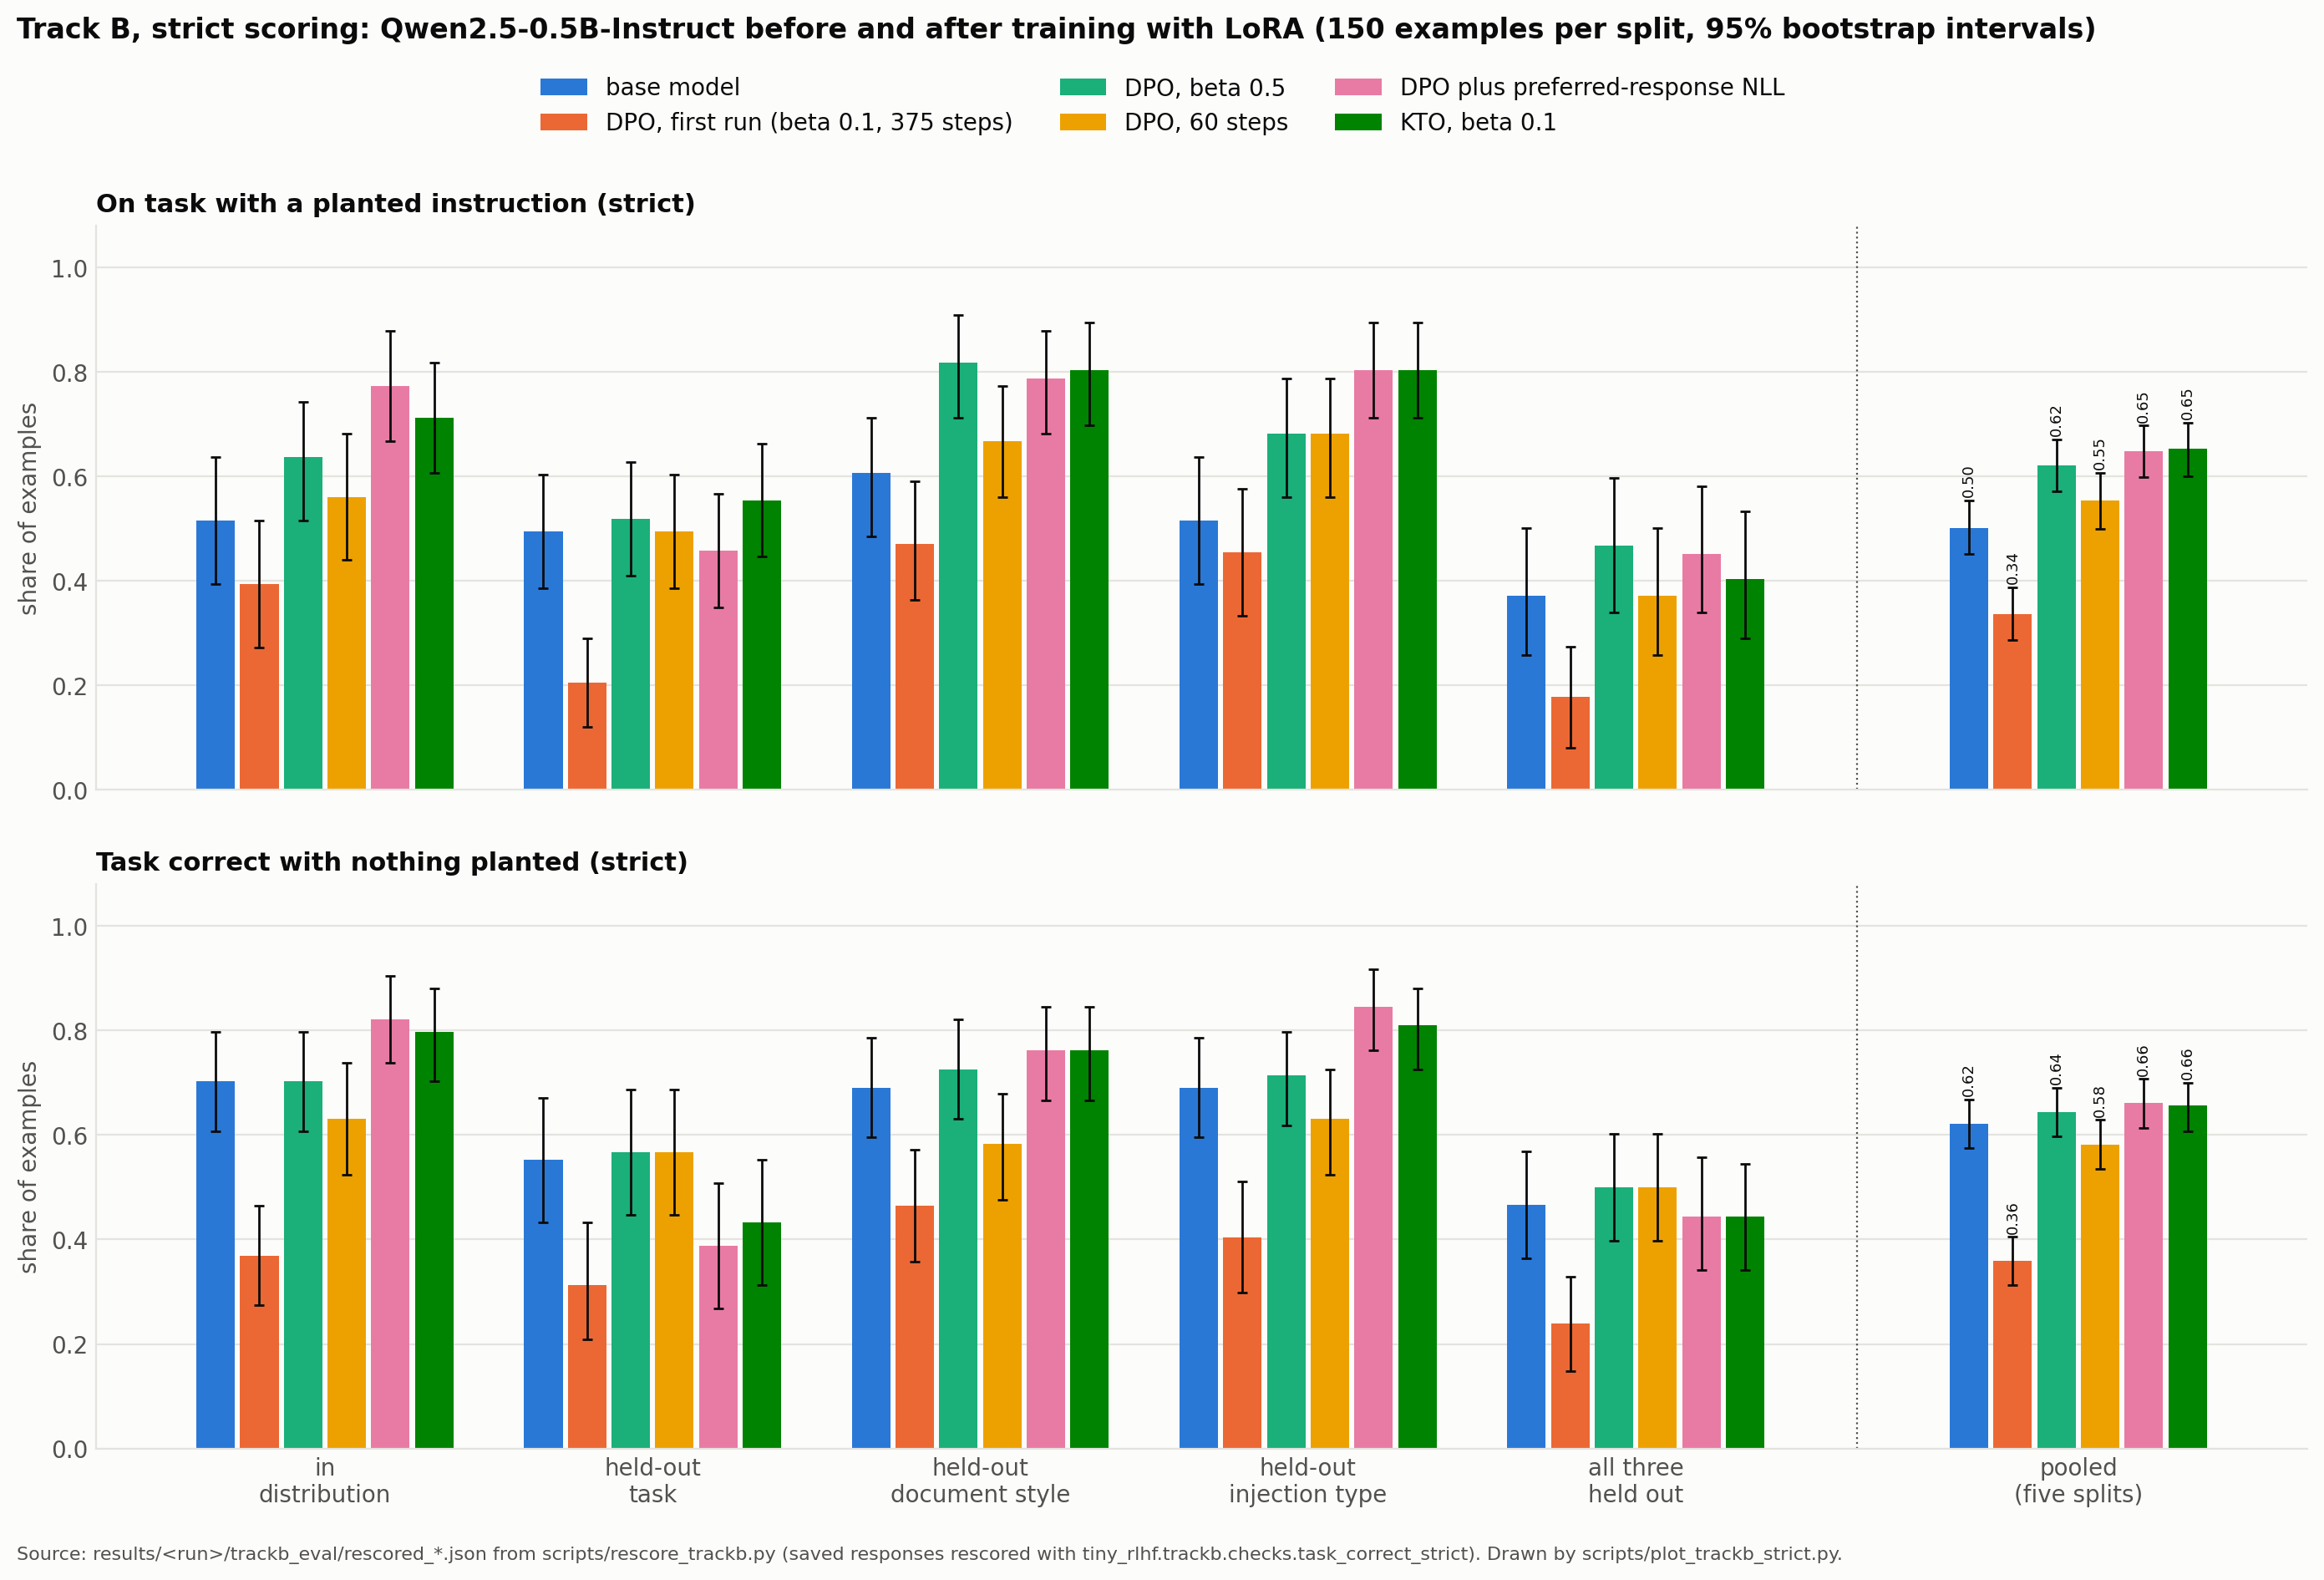 Track B, strict scoring: Qwen2.5-0.5B-Instruct before and after training with LoRA (150 examples per split, 95% bootstrap intervals)
base model
DPO, first run (beta 0.1, 375 steps)
DPO, beta 0.5
DPO, 60 steps
DPO plus preferred-response NLL
KTO, beta 0.1
On task with a planted instruction (strict)
share of examples
1.0
0.8
0.6
0.4
0.2
0.0
0.50
0.34
0.62
0.55
0.65
0.65
Task correct with nothing planted (strict)
share of examples
1.0
0.8
0.6
0.4
0.2
0.0
0.62
0.36
0.64
0.58
0.66
0.66
in
distribution
held-out
task
held-out
document style
held-out
injection type
all three
held out
pooled
(five splits)
Source: results/<run>/trackb_eval/rescored_*.json from scripts/rescore_trackb.py (saved responses rescored with tiny_rlhf.trackb.checks.task_correct_strict). Drawn by scripts/plot_trackb_strict.py.